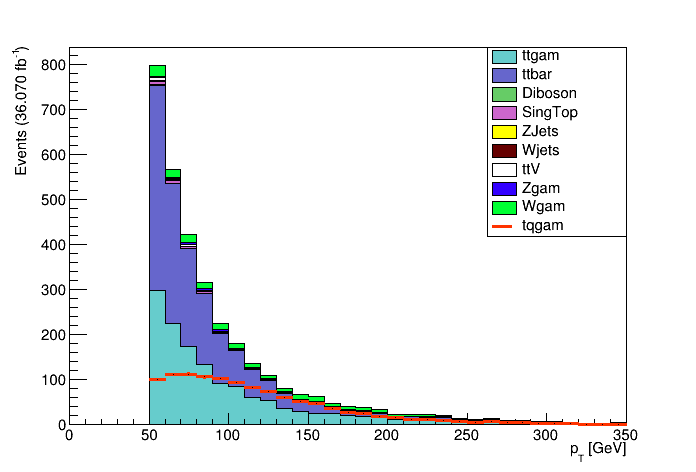 Events (36.070 fb⁻¹)
800
700
600
500
400
300
200
100
0
0 50 100 150 200 250 300 350
p_T [GeV]
ttgam
ttbar
Diboson
SingTop
ZJets
Wjets
ttV
Zgam
Wgam
tqgam